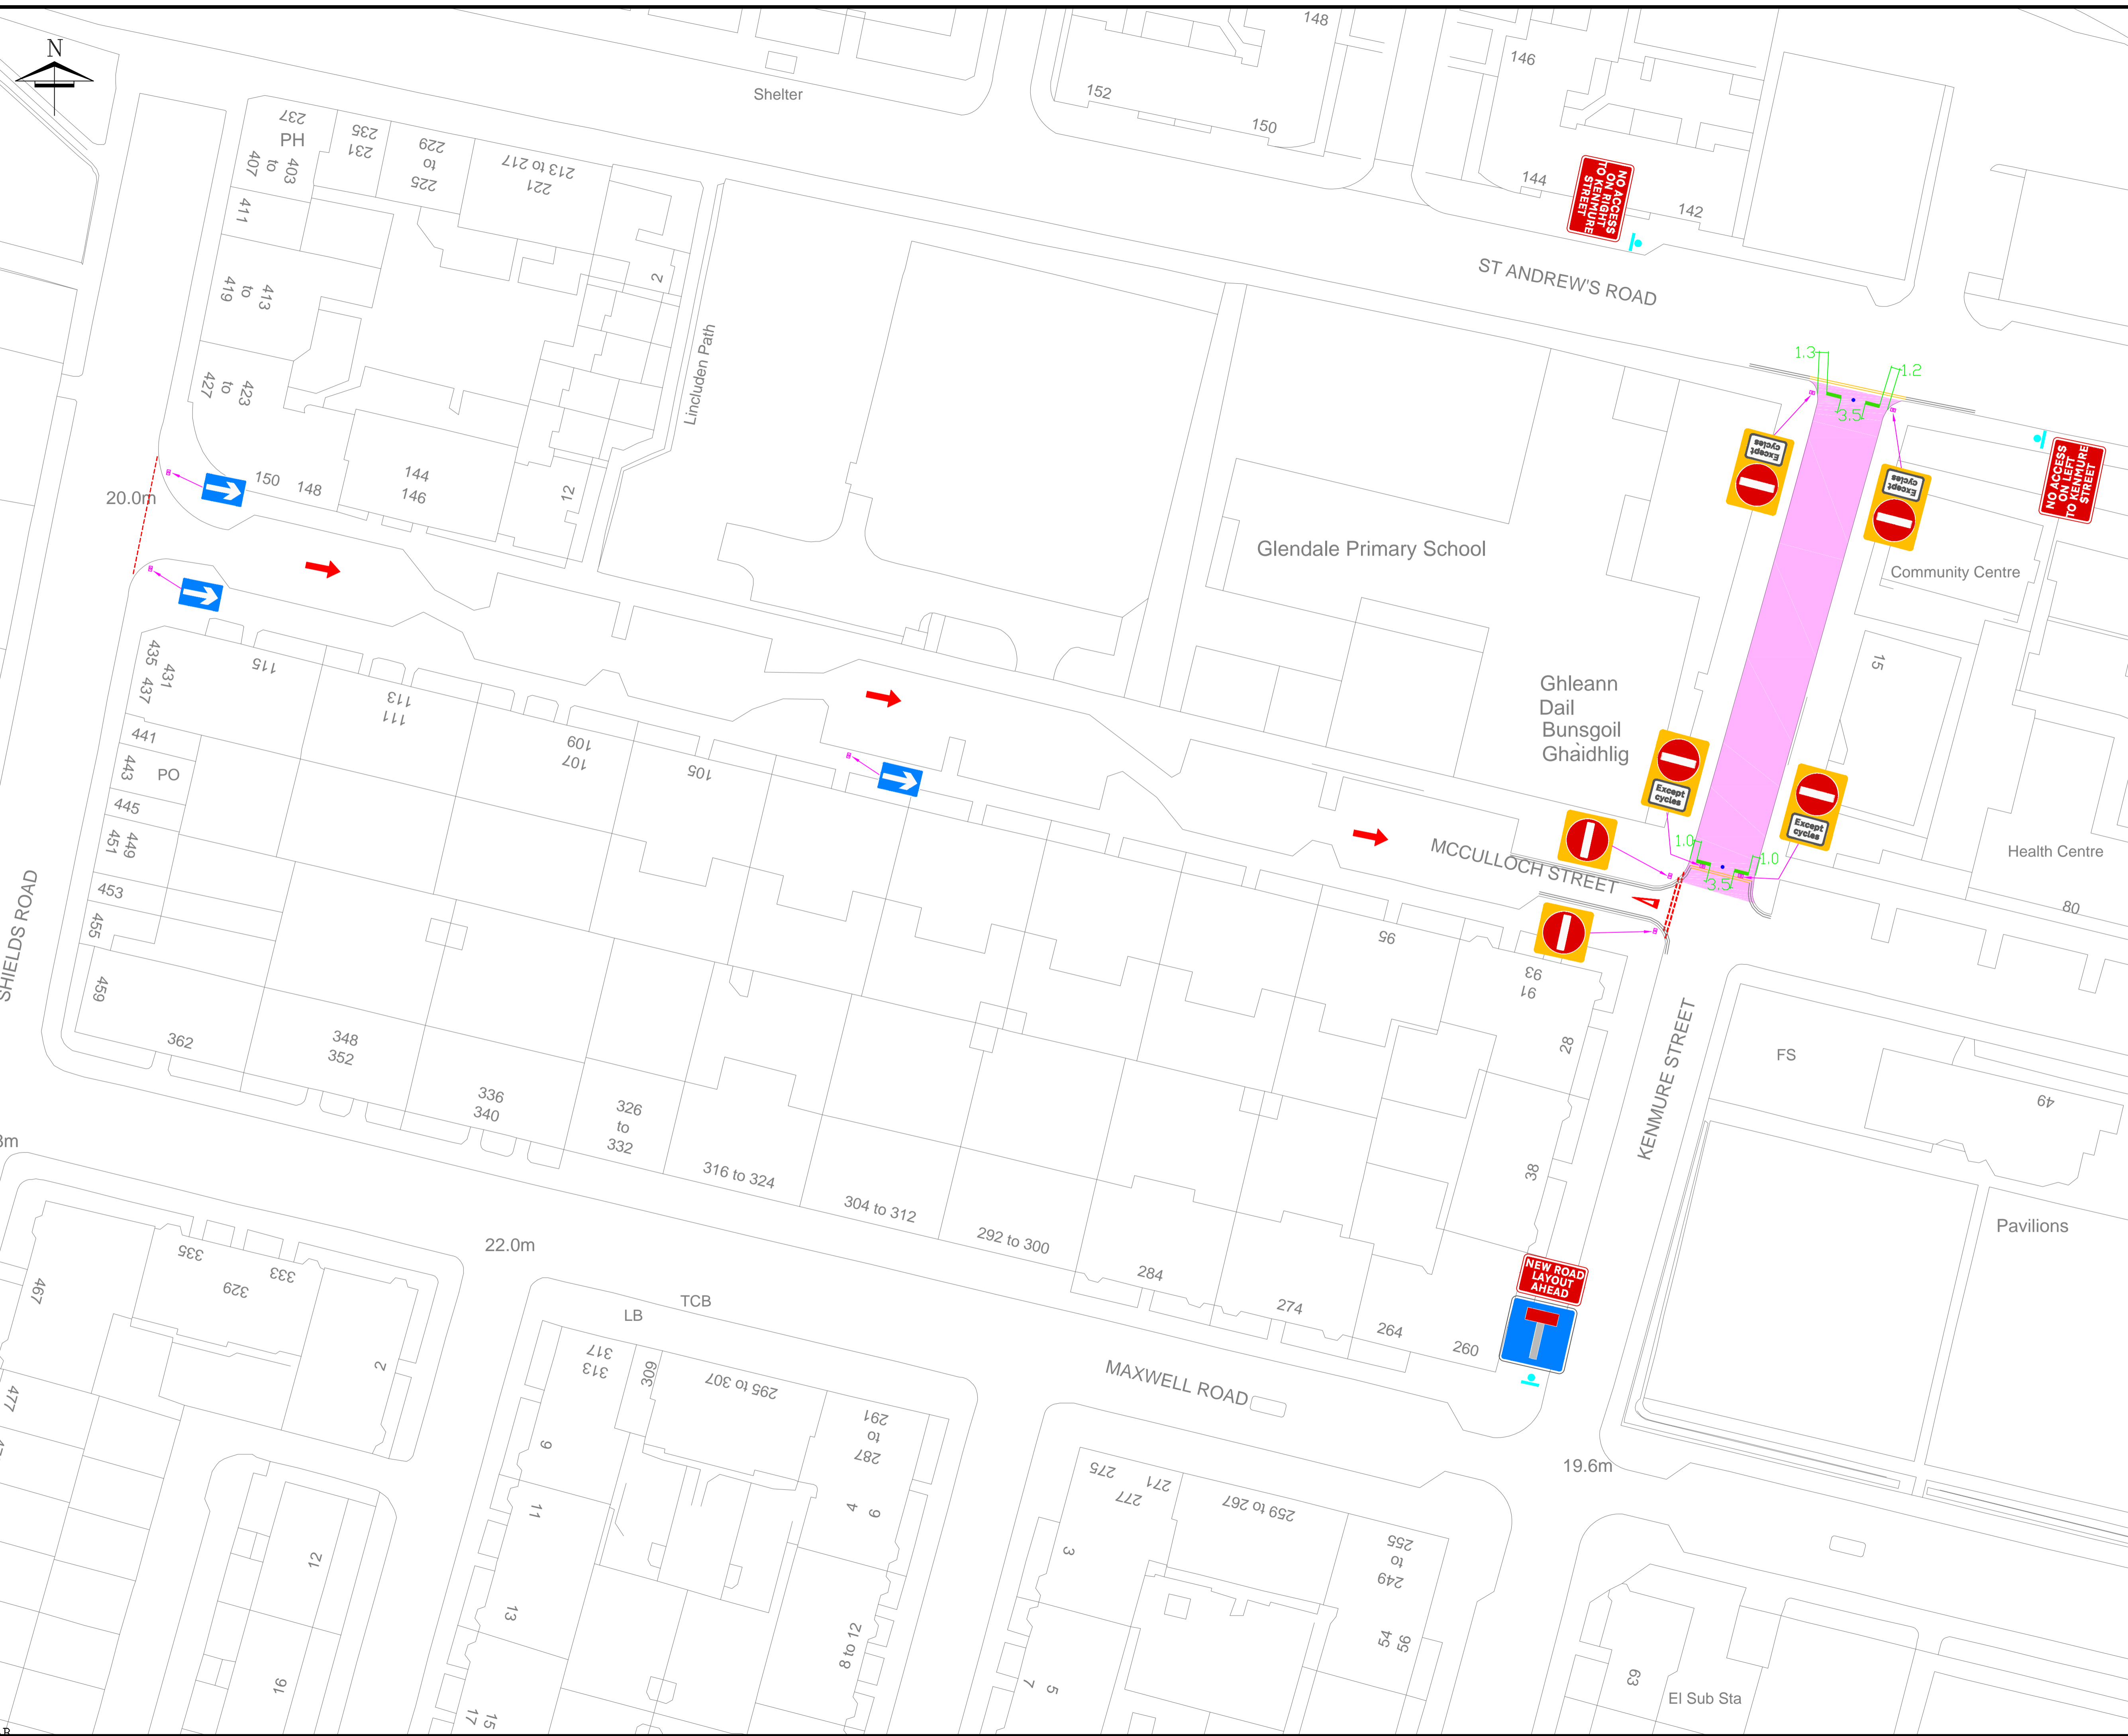 N
148
146
Shelter
152
150
237
PH
403
to
407
235
231
229
to
225
213 to 217
221
144
142
NO ACCESS
ON RIGHT
TO KENMURE
STREET
411
413
to
419
2
ST ANDREW'S ROAD
Lincluden Path
1.3
1.2
3.5
423
to
427
Except
cycles
Except
cycles
NO ACCESS
ON LEFT
TO KENMURE
STREET
20.0m
150
148
144
146
12
Glendale Primary School
Community Centre
435
431
437
115
113
111
109
107
105
15
Ghleann
Dail
Bunsgoil
Ghàidhlig
Except
cycles
Except
cycles
441
443
PO
445
449
451
453
455
459
MCCULLOCH STREET
1.0
1.0
3.5
Health Centre
80
SHIELDS ROAD
95
93
91
28
38
KENMURE STREET
FS
49
Pavilions
362
348
352
336
340
326
to
332
316 to 324
304 to 312
292 to 300
284
274
264
260
NEW ROAD
LAYOUT
AHEAD
22.0m
335
329
333
467
477
2
TCB
LB
MAXWELL ROAD
19.6m
317
313
309
295 to 307
291
to
287
9
11
13
15
17
4
6
8 to 12
275
271
277
259 to 267
255
to
249
3
5
7
54
56
12
16
63
El Sub Sta